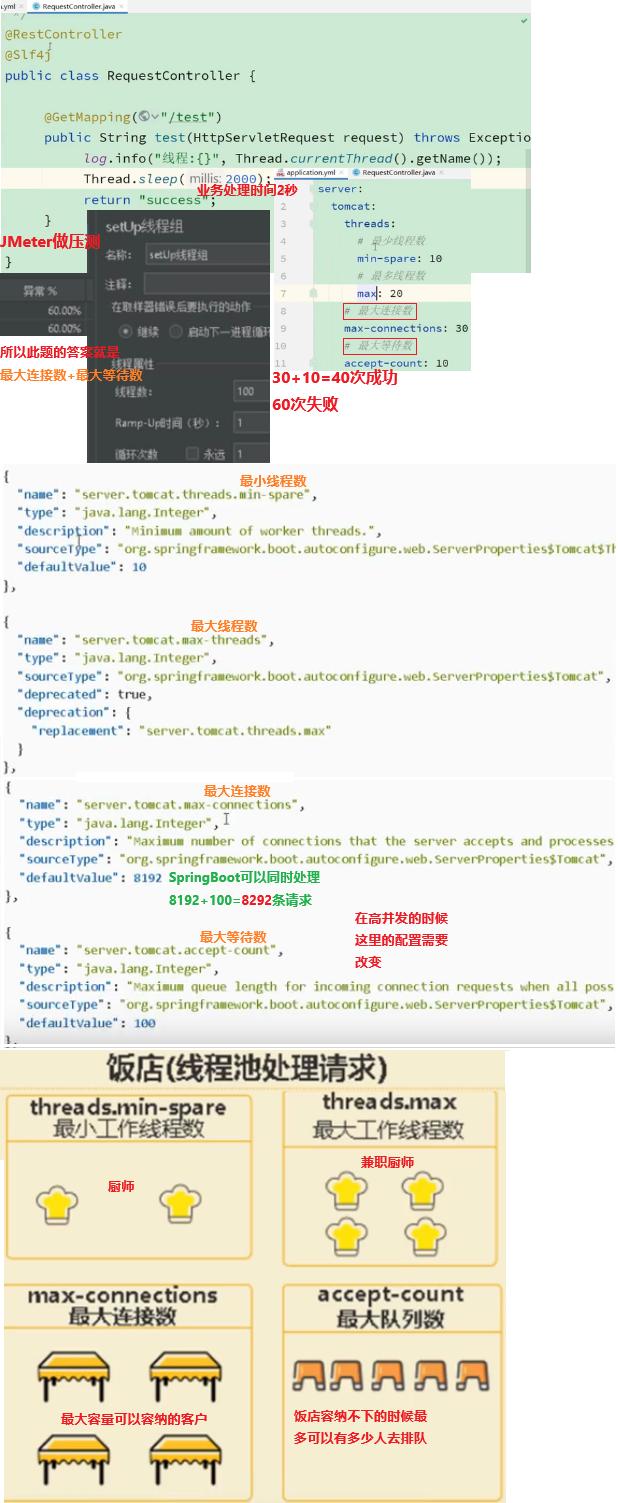 .yml
RequestController.java
*/
@RestController
@Slf4j
public class RequestController {
@GetMapping("/test")
public String test(HttpServletRequest request) throws Exceptio
log.info("线程:{}", Thread.currentThread().getName());
Thread.sleep( millis: 2000);
return "success";
}
}
业务处理时间2秒
application.yml
RequestController.java
server:
2
tomcat:
3
threads:
4
# 最少线程数
5
min-spare: 10
6
# 最多线程数
7
max: 20
8
# 最大连接数
9
max-connections: 30
10
# 最大等待数
11
accept-count: 10
JMeter做压测
异常 %
60.00%
60.00%
所以此题的答案就是
最大连接数+最大等待数
setUp线程组
名称: setUp线程组
注释:
在取样器错误后要执行的动作
继续 启动下一进程循环
线程属性
线程数: 100
Ramp-Up时间（秒）: 1
循环次数 永远 1
30+10=40次成功
60次失败
{
最小线程数
"name": "server.tomcat.threads.min-spare",
"type": "java.lang.Integer",
"description": "Minimum amount of worker threads.",
"sourceType": "org.springframework.boot.autoconfigure.web.ServerProperties$Tomcat$Th
"defaultValue": 10
},
{
最大线程数
"name": "server.tomcat.max-threads",
"type": "java.lang.Integer",
"sourceType": "org.springframework.boot.autoconfigure.web.ServerProperties$Tomcat",
"deprecated": true,
"deprecation": {
"replacement": "server.tomcat.threads.max"
}
},
{
最大连接数
"name": "server.tomcat.max-connections",
"type": "java.lang.Integer",
"description": "Maximum number of connections that the server accepts and processes
"sourceType": "org.springframework.boot.autoconfigure.web.ServerProperties$Tomcat",
"defaultValue": 8192 SpringBoot可以同时处理
}, 8192+100=8292条请求
在高并发的时候
这里的配置需要
改变
{
最大等待数
"name": "server.tomcat.accept-count",
"type": "java.lang.Integer",
"description": "Maximum queue length for incoming connection requests when all poss
"sourceType": "org.springframework.boot.autoconfigure.web.ServerProperties$Tomcat",
"defaultValue": 100
},
饭店(线程池处理请求)
threads.min-spare
最小工作线程数
厨师
threads.max
最大工作线程数
兼职厨师
max-connections
最大连接数
最大容量可以容纳的客户
accept-count
最大队列数
饭店容纳不下的时候最
多可以有多少人去排队